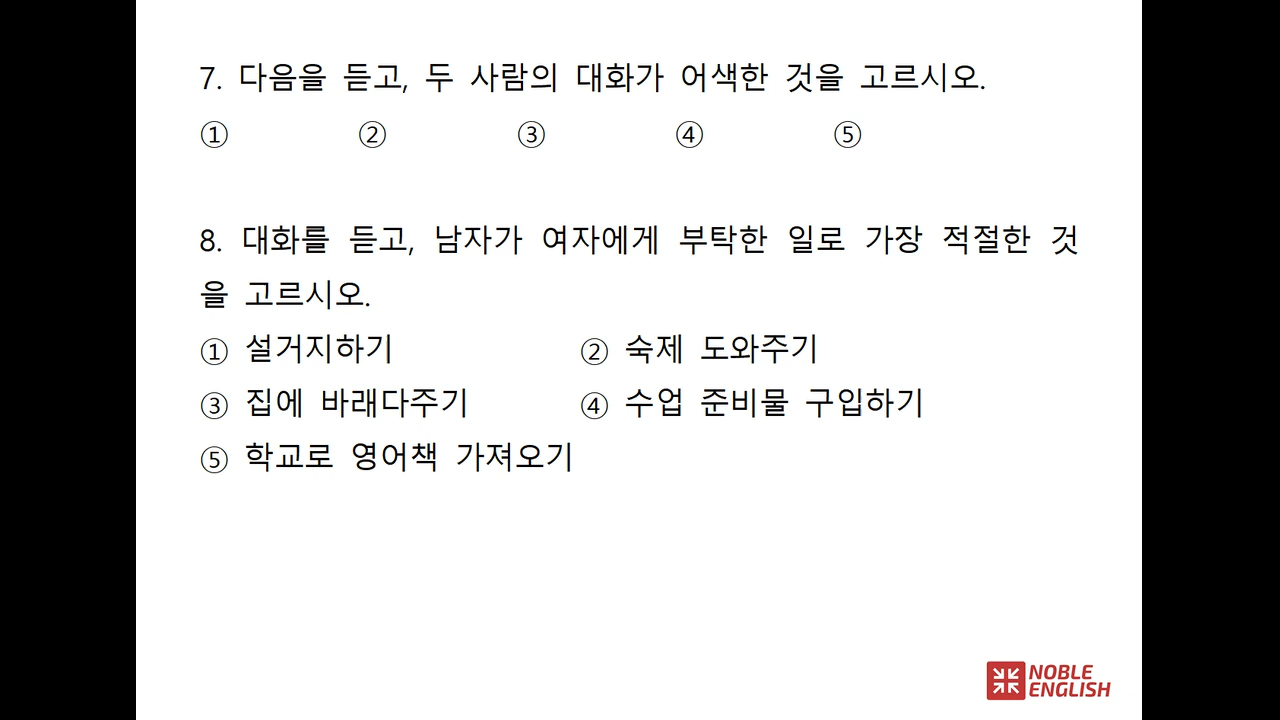 7. 다음을 듣고, 두 사람의 대화가 어색한 것을 고르시오.
① ② ③ ④ ⑤
8. 대화를 듣고, 남자가 여자에게 부탁한 일로 가장 적절한 것
을 고르시오.
① 설거지하기 ② 숙제 도와주기
③ 집에 바래다주기 ④ 수업 준비물 구입하기
⑤ 학교로 영어책 가져오기
NOBLE
ENGLISH